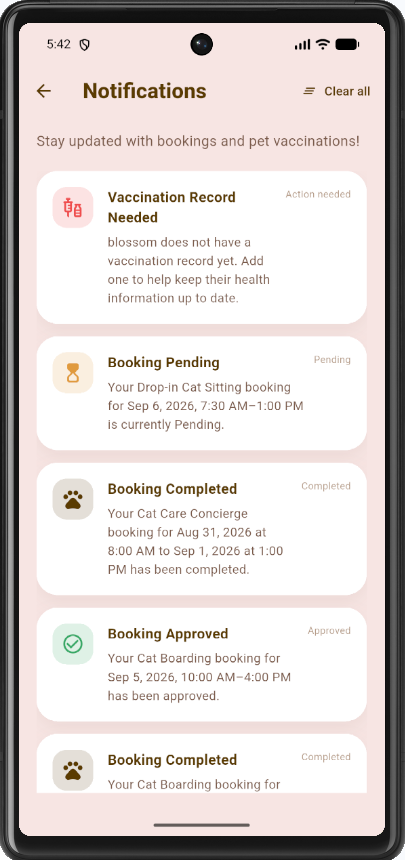 5:42
Notifications
Clear all
Stay updated with bookings and pet vaccinations!
Vaccination Record
Needed
Action needed
blossom does not have a
vaccination record yet. Add
one to help keep their health
information up to date.
Booking Pending
Pending
Your Drop-in Cat Sitting booking
for Sep 6, 2026, 7:30 AM–1:00 PM
is currently Pending.
Booking Completed
Completed
Your Cat Care Concierge
booking for Aug 31, 2026 at
8:00 AM to Sep 1, 2026 at 1:00
PM has been completed.
Booking Approved
Approved
Your Cat Boarding booking for
Sep 5, 2026, 10:00 AM–4:00 PM
has been approved.
Booking Completed
Completed
Your Cat Boarding booking for